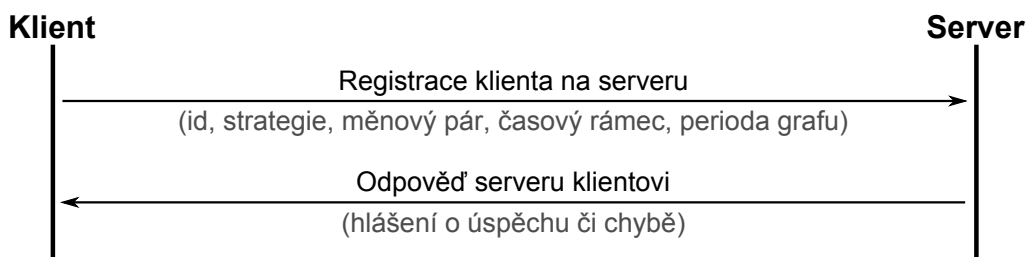 Klient
Server
Registrace klienta na serveru
(id, strategie, měnový pár, časový rámec, perioda grafu)
Odpověď serveru klientovi
(hlášení o úspěchu či chybě)